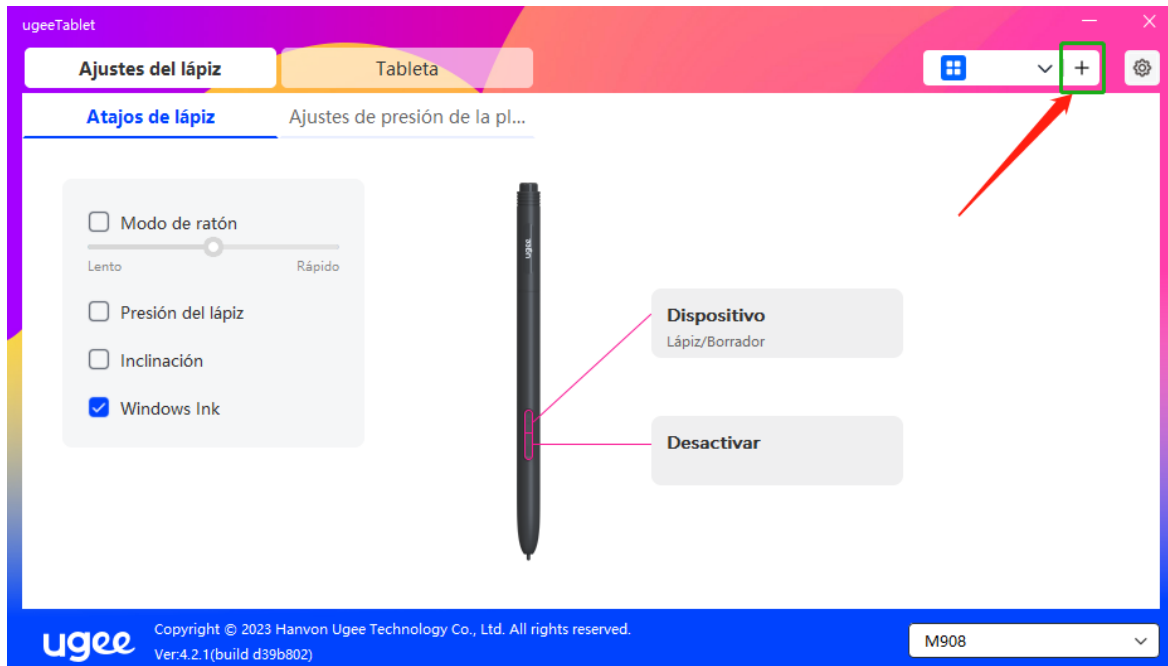 ugeeTablet
Ajustes del lápiz
Tableta
Atajos de lápiz
Ajustes de presión de la pl...
Modo de ratón
Lento
Rápido
Presión del lápiz
Inclinación
Windows Ink
ugee
Dispositivo
Lápiz/Borrador
Desactivar
ugee
Copyright © 2023 Hanvon Ugee Technology Co., Ltd. All rights reserved.
Ver:4.2.1(build d39b802)
M908